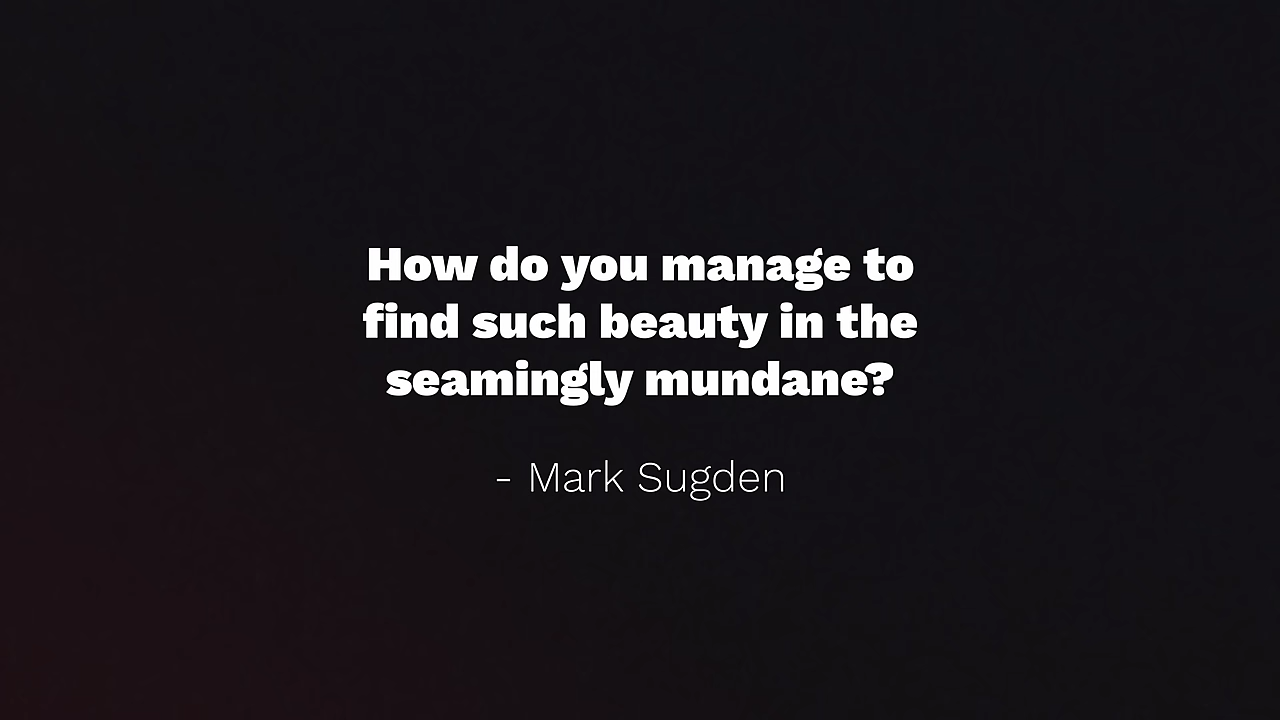 How do you manage to
find such beauty in the
seamingly mundane?
- Mark Sugden